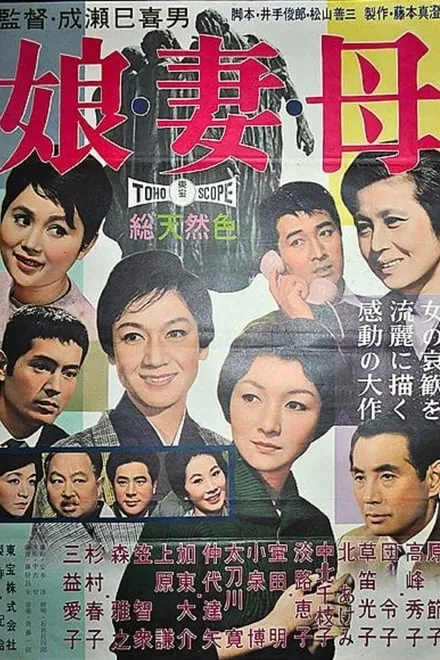 監督・成瀬巳喜男
脚本・井手俊郎・松山善三 製作・藤本真澄
娘・妻・母
TOHO 東宝 SCOPE
総天然色
女の哀歓を
流麗に描く
感動の大作
原節子
高峰秀子
団令子
草笛光子
北あけみ
中北千枝子
淡路恵子
宝田明
小泉博
太刀川寛
仲代達矢
加東大介
上原謙
笠智衆
森雅之
杉村春子
三益愛子
東宝株式会社